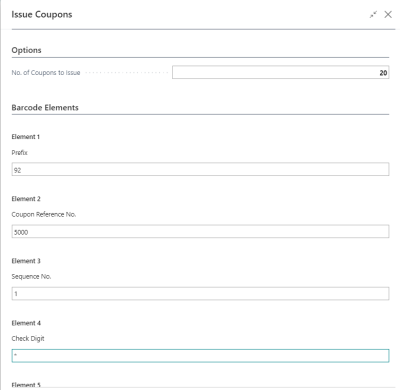 Issue Coupons
Options
No. of Coupons to Issue 20
Barcode Elements
Element 1
Prefix
92
Element 2
Coupon Reference No.
5000
Element 3
Sequence No.
1
Element 4
Check Digit
*
Element 5